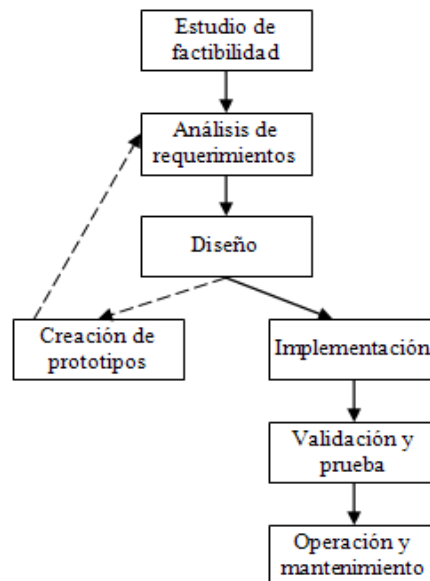 Estudio de
factibilidad
Análisis de
requerimientos
Diseño
Creación de
prototipos
Implementación
Validación y
prueba
Operación y
mantenimiento